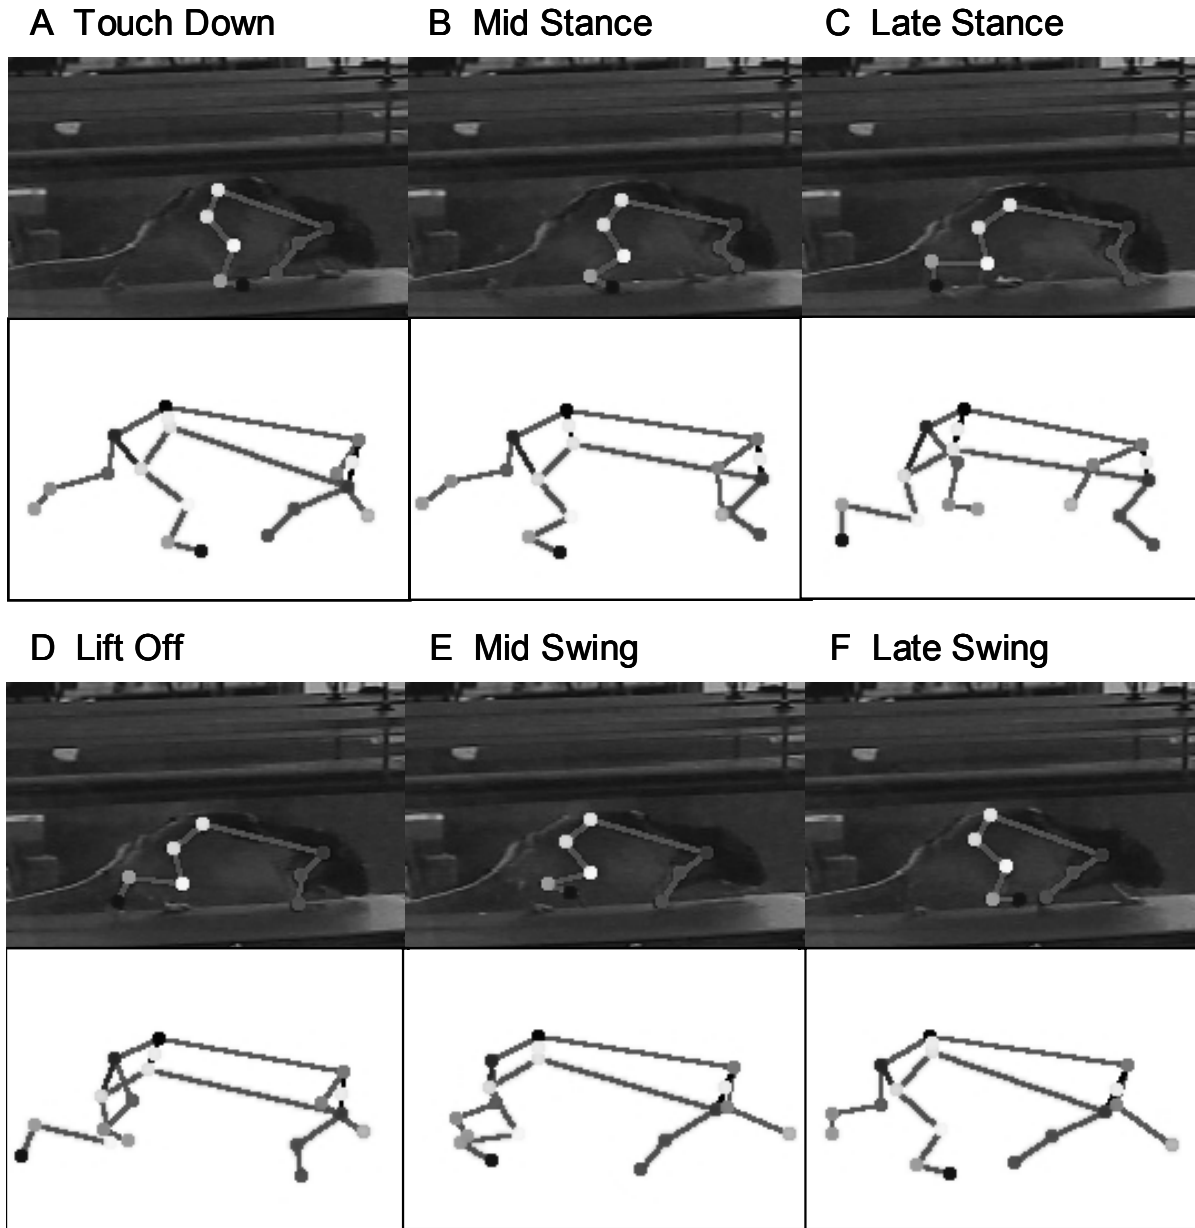 A Touch Down
B Mid Stance
C Late Stance
D Lift Off
E Mid Swing
F Late Swing